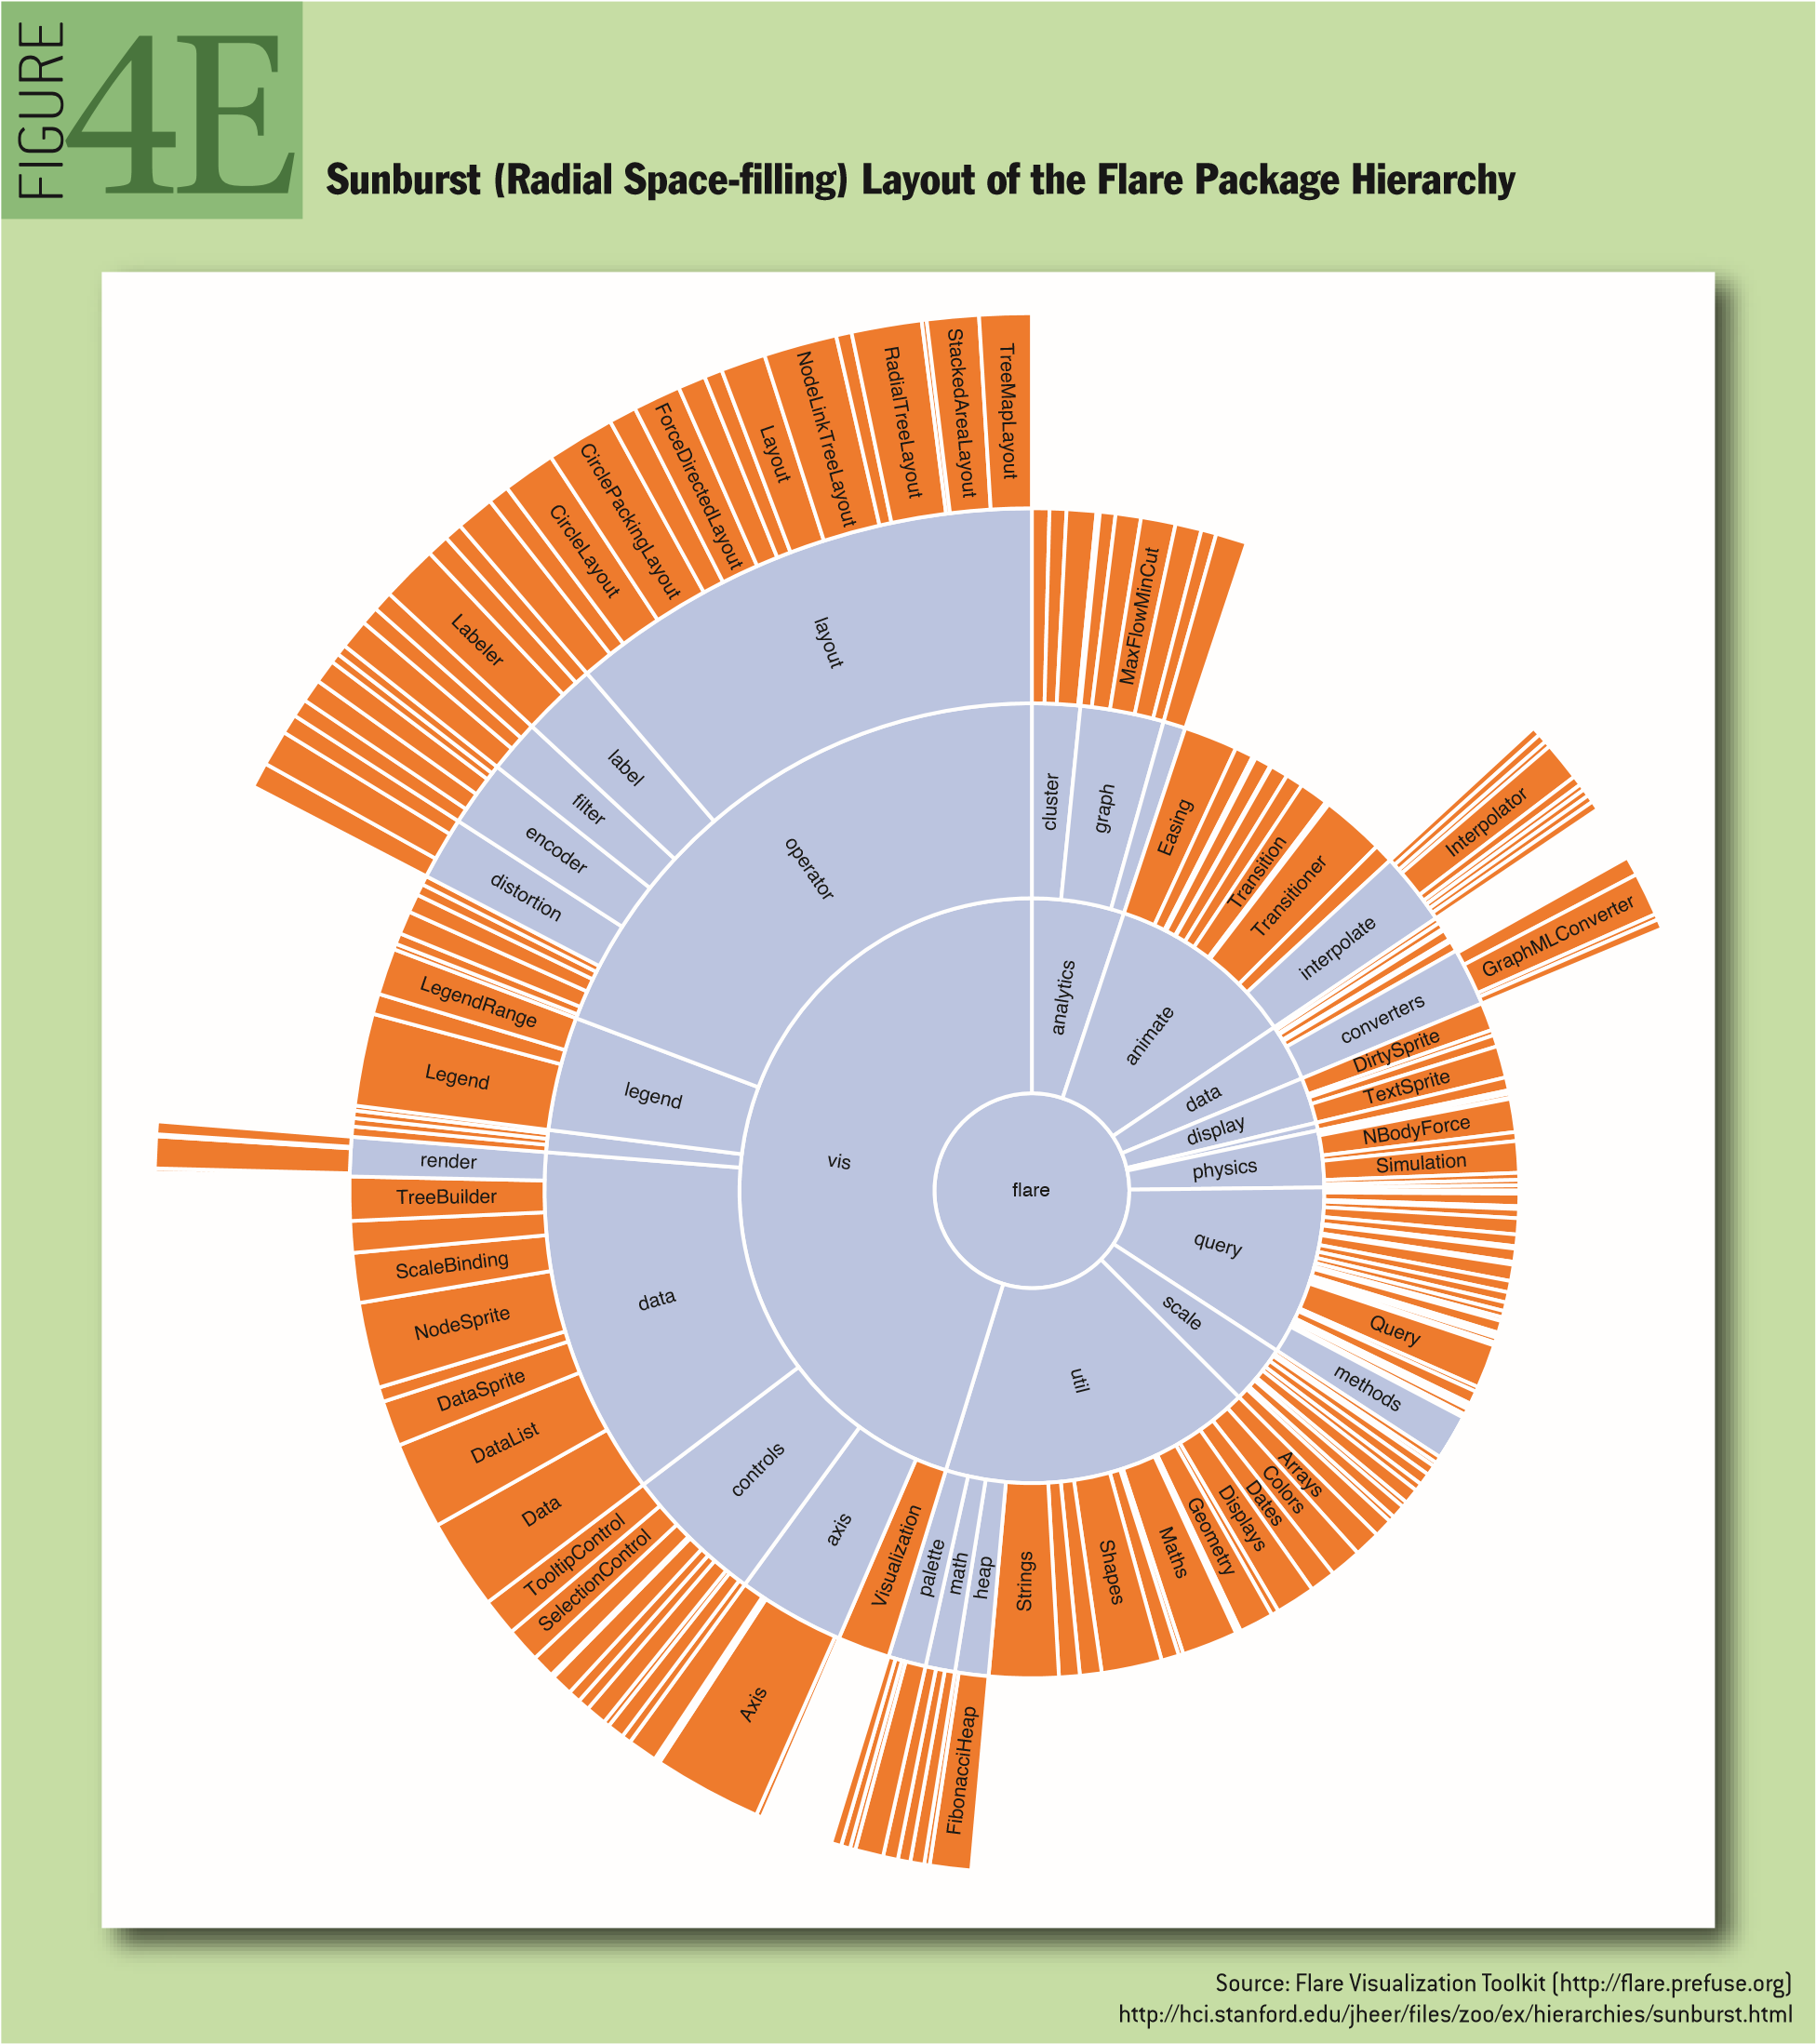 FIGURE
4E
Sunburst (Radial Space-filling) Layout of the Flare Package Hierarchy
flare
analytics
cluster
graph
MaxFlowMinCut
animate
Easing
Transition
Transitioner
interpolate
Interpolator
data
converters
GraphMLConverter
display
DirtySprite
TextSprite
physics
NBodyForce
Simulation
query
Query
methods
scale
util
Arrays
Colors
Dates
Displays
Geometry
Maths
Shapes
Strings
heap
FibonacciHeap
math
palette
vis
Visualization
axis
Axis
controls
SelectionControl
TooltipControl
data
Data
DataList
DataSprite
NodeSprite
ScaleBinding
TreeBuilder
render
legend
Legend
LegendRange
operator
distortion
encoder
filter
label
Labeler
layout
CircleLayout
CirclePackingLayout
ForceDirectedLayout
Layout
NodeLinkTreeLayout
RadialTreeLayout
StackedAreaLayout
TreeMapLayout
Source: Flare Visualization Toolkit (http://flare.prefuse.org)
http://hci.stanford.edu/jheer/files/zoo/ex/hierarchies/sunburst.html